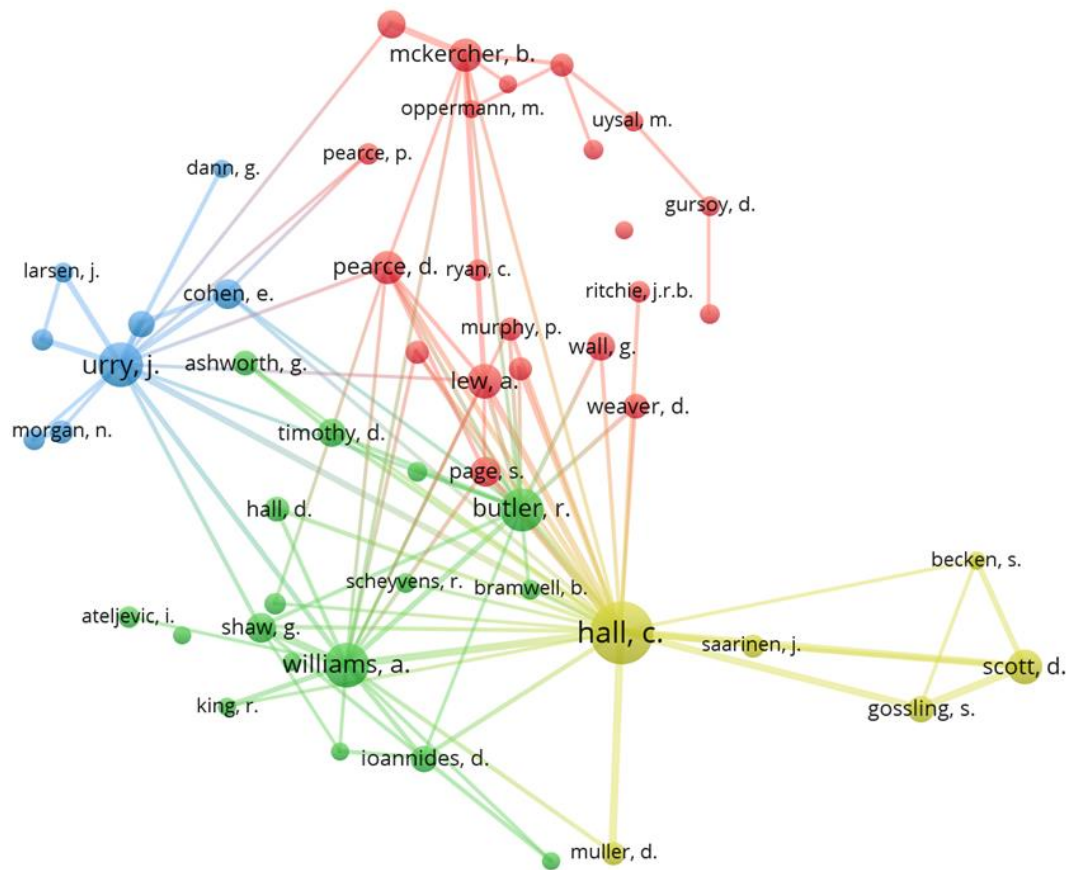 mckercher, b.
oppermann, m.
uysal, m.
pearce, p.
dann, g.
gursoy, d.
larsen, j.
pearce, d.
ryan, c.
cohen, e.
ritchie, j.r.b.
murphy, p.
wall, g.
urry, j.
ashworth, g.
lew, a.
weaver, d.
morgan, n.
timothy, d.
page, s.
hall, d.
butler, r.
becken, s.
scheyvens, r.
bramwell, b.
ateljevic, i.
shaw, g.
hall, c.
saarinen, j.
williams, a.
scott, d.
king, r.
gossling, s.
ioannides, d.
muller, d.